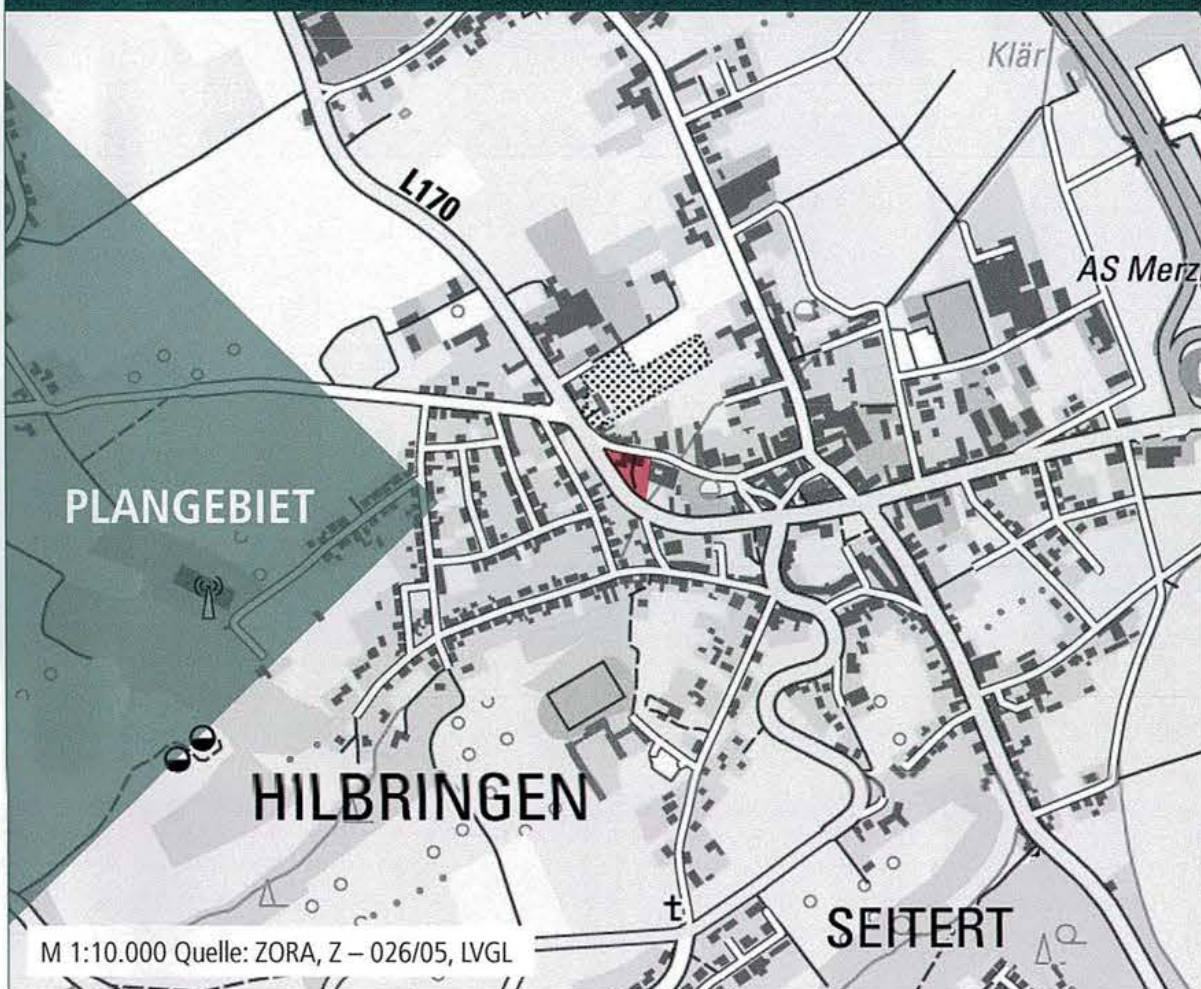 Klär
L170
AS Merz
PLANGEBIET
HILBRINGEN
SEITERT
M 1:10.000 Quelle: ZORA, Z – 026/05, LVGL